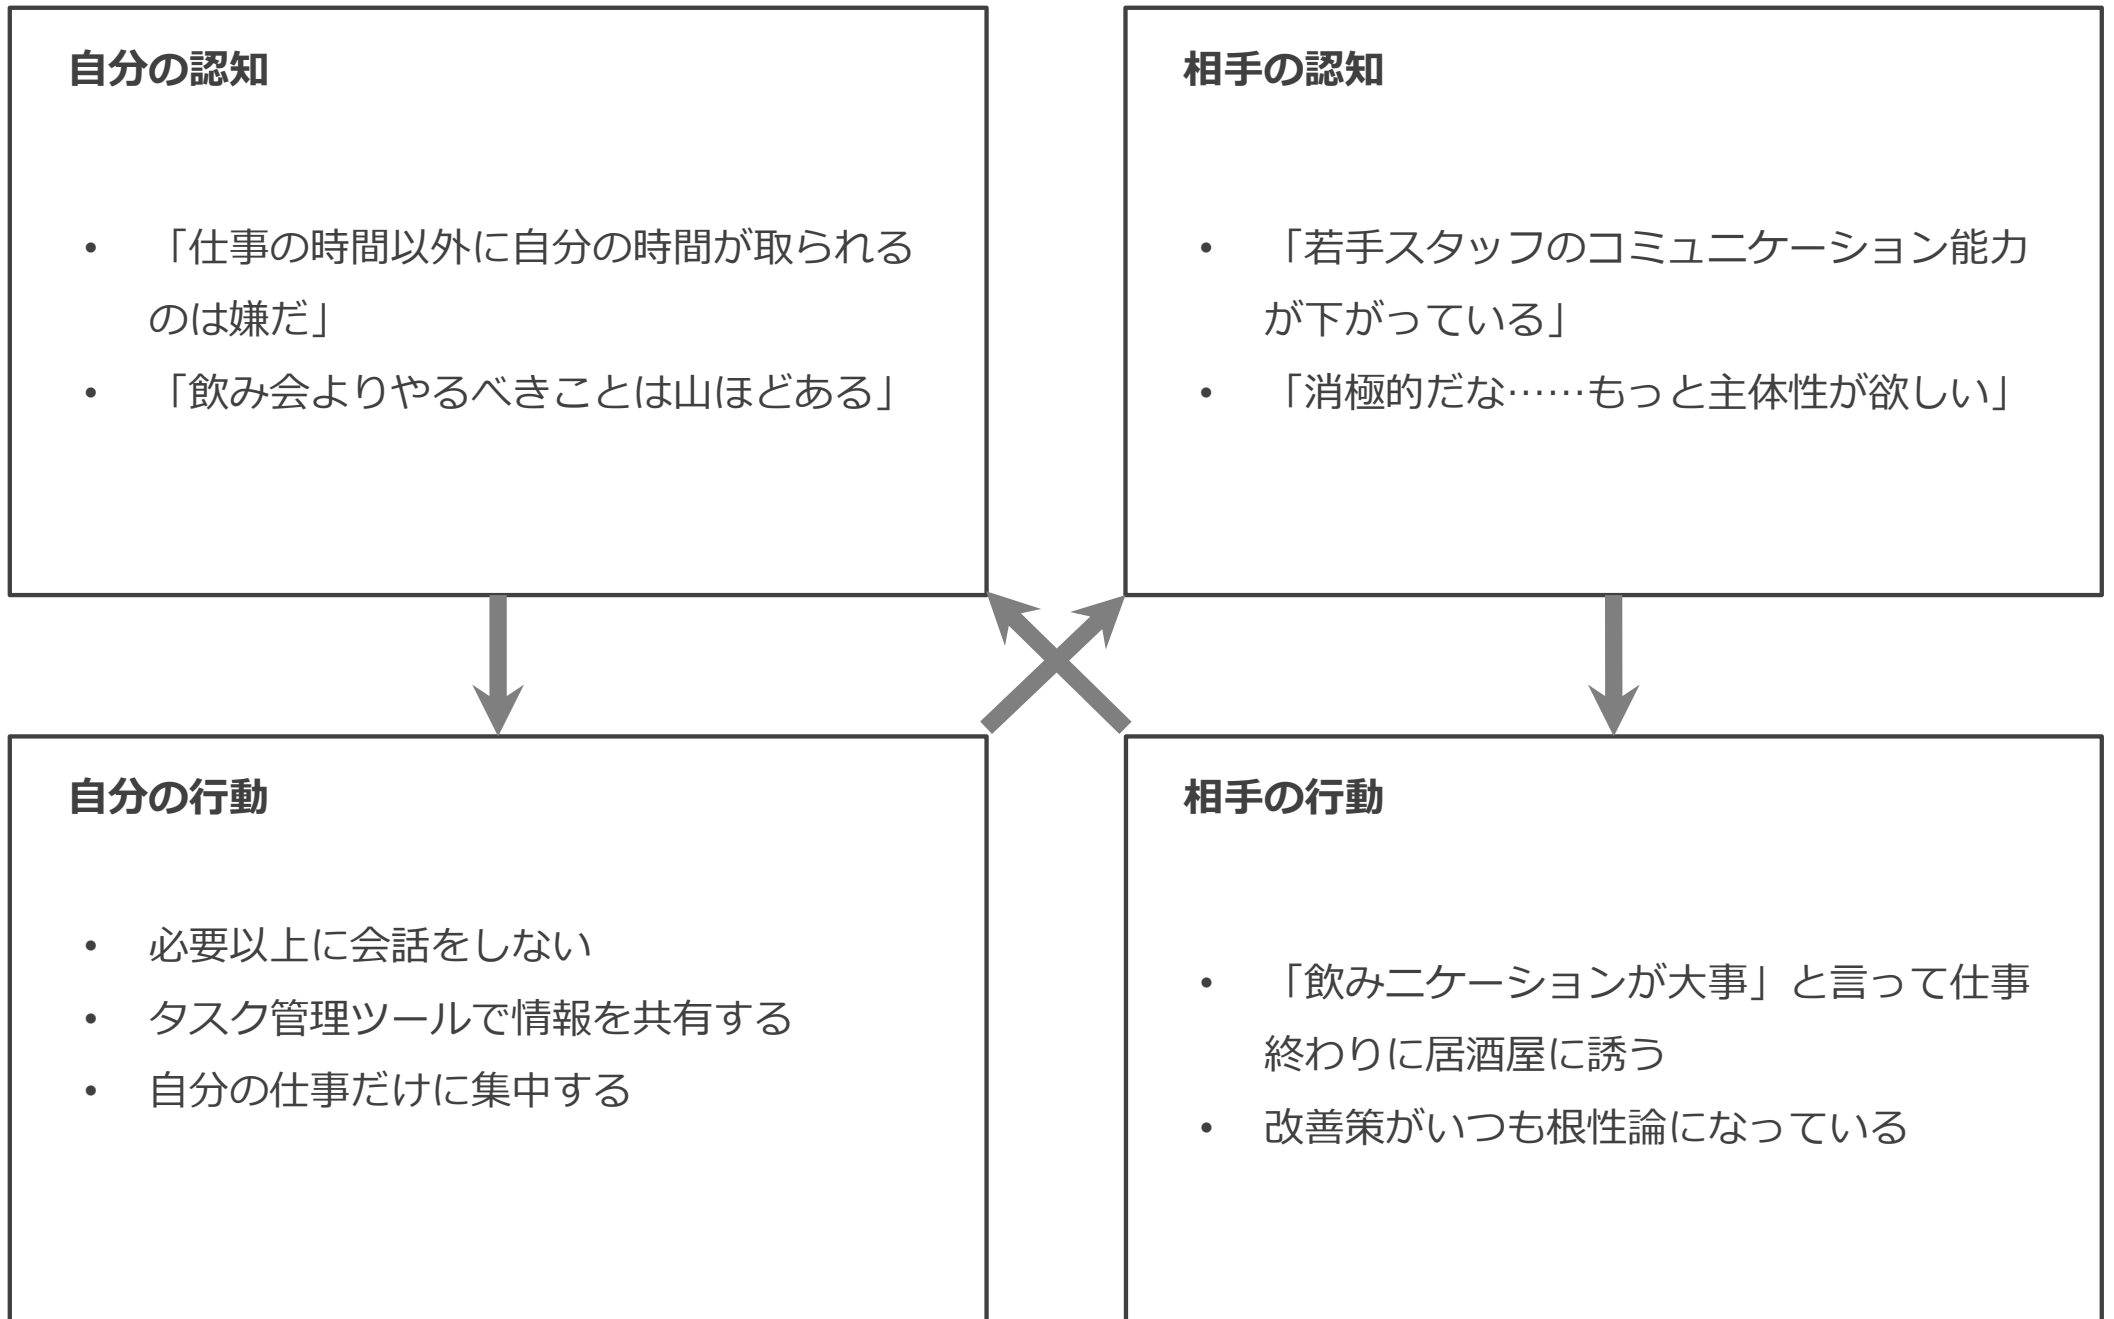 自分の認知
• 「仕事の時間以外に自分の時間が取られる
のは嫌だ」
• 「飲み会よりやるべきことは山ほどある」
相手の認知
• 「若手スタッフのコミュニケーション能力
が下がっている」
• 「消極的だな……もっと主体性が欲しい」
自分の行動
• 必要以上に会話をしない
• タスク管理ツールで情報を共有する
• 自分の仕事だけに集中する
相手の行動
• 「飲みニケーションが大事」と言って仕事
終わりに居酒屋に誘う
• 改善策がいつも根性論になっている